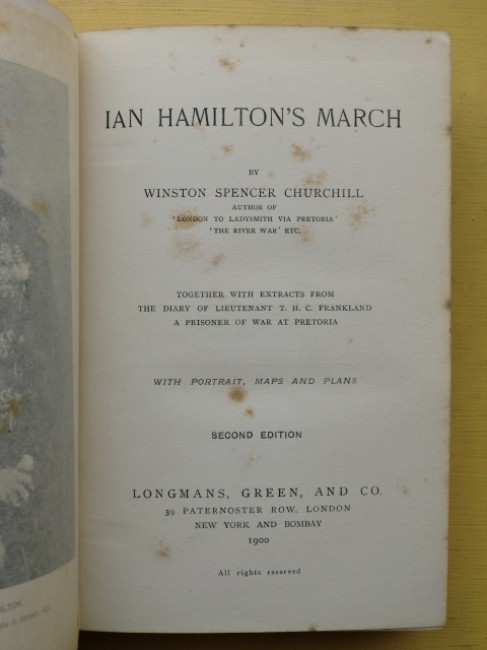 IAN HAMILTON'S MARCH
BY
WINSTON SPENCER CHURCHILL
AUTHOR OF
'LONDON TO LADYSMITH VIA PRETORIA'
'THE RIVER WAR' ETC.
TOGETHER WITH EXTRACTS FROM
THE DIARY OF LIEUTENANT T. H. C. FRANKLAND
A PRISONER OF WAR AT PRETORIA
WITH PORTRAIT, MAPS AND PLANS
SECOND EDITION
LONGMANS, GREEN, AND CO.
39 PATERNOSTER ROW, LONDON
NEW YORK AND BOMBAY
1900
All rights reserved